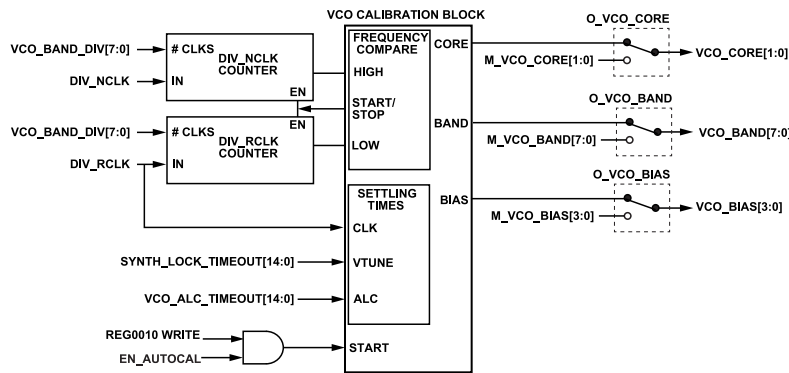 VCO CALIBRATION BLOCK
O_VCO_CORE
VCO_BAND_DIV[7:0]
# CLKS
DIV_NCLK
COUNTER
DIV_NCLK
IN
EN
FREQUENCY
COMPARE
HIGH
START/
STOP
LOW
CORE
M_VCO_CORE[1:0]
VCO_CORE[1:0]
EN
VCO_BAND_DIV[7:0]
# CLKS
DIV_RCLK
COUNTER
DIV_RCLK
IN
O_VCO_BAND
BAND
M_VCO_BAND[7:0]
VCO_BAND[7:0]
SETTLING
TIMES
CLK
O_VCO_BIAS
BIAS
M_VCO_BIAS[3:0]
VCO_BIAS[3:0]
SYNTH_LOCK_TIMEOUT[14:0]
VTUNE
VCO_ALC_TIMEOUT[14:0]
ALC
REG0010 WRITE
EN_AUTOCAL
START